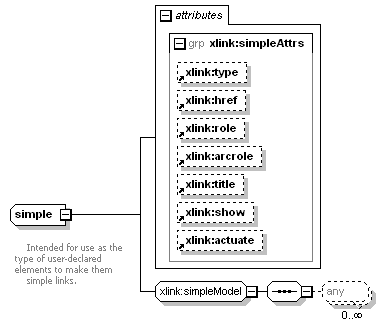 attributes
grp xlink:simpleAttrs
xlink:type
xlink:href
xlink:role
xlink:arcrole
xlink:title
xlink:show
xlink:actuate
simple
Intended for use as the
type of user-declared
elements to make them
simple links.
xlink:simpleModel
any
0..∞